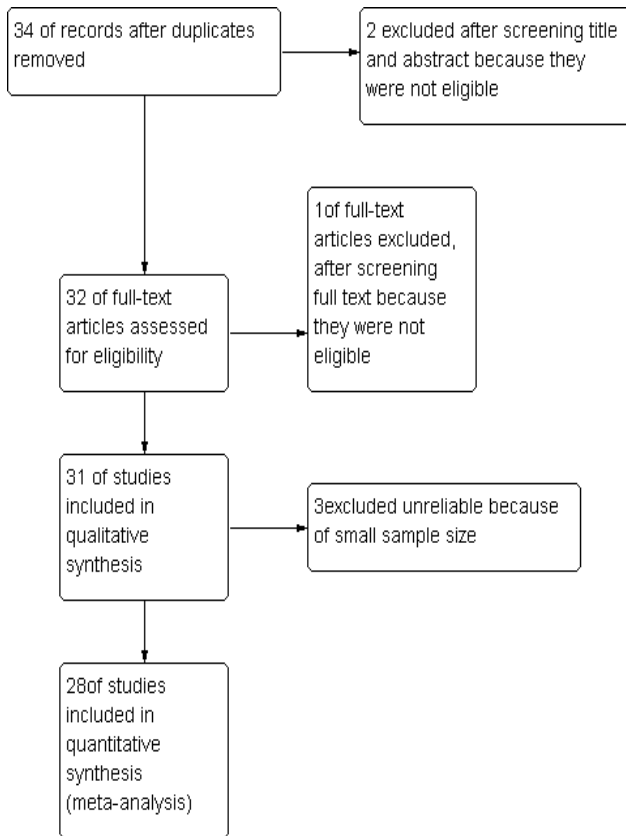 34 of records after duplicates
removed
2 excluded after screening title
and abstract because they
were not eligible
1of full-text
articles excluded,
after screening
full text because
they were not
eligible
32 of full-text
articles assessed
for eligibility
31 of studies
included in
qualitative
synthesis
3excluded unreliable because
of small sample size
28of studies
included in
quantitative
synthesis
(meta-analysis)